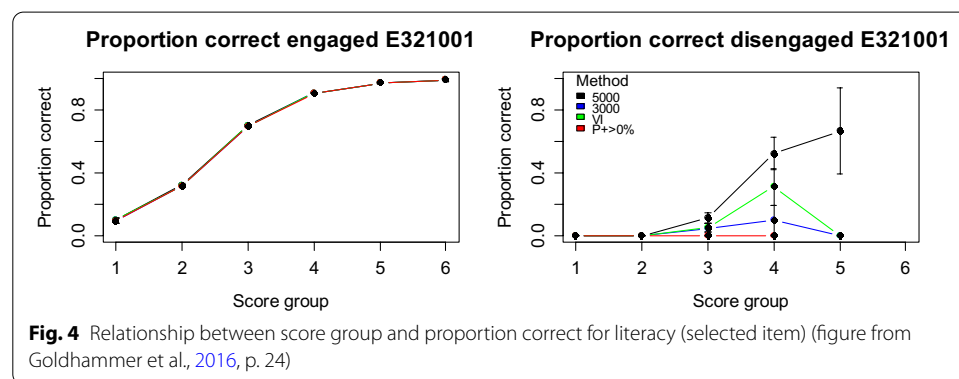 Proportion correct engaged E321001
Proportion correct
0.0
0.4
0.8
1 2 3 4 5 6
Score group
Proportion correct disengaged E321001
Proportion correct
0.0
0.4
0.8
Method
5000
3000
VI
P+>0%
1 2 3 4 5 6
Score group
Fig. 4 Relationship between score group and proportion correct for literacy (selected item) (figure from
Goldhammer et al., 2016, p. 24)